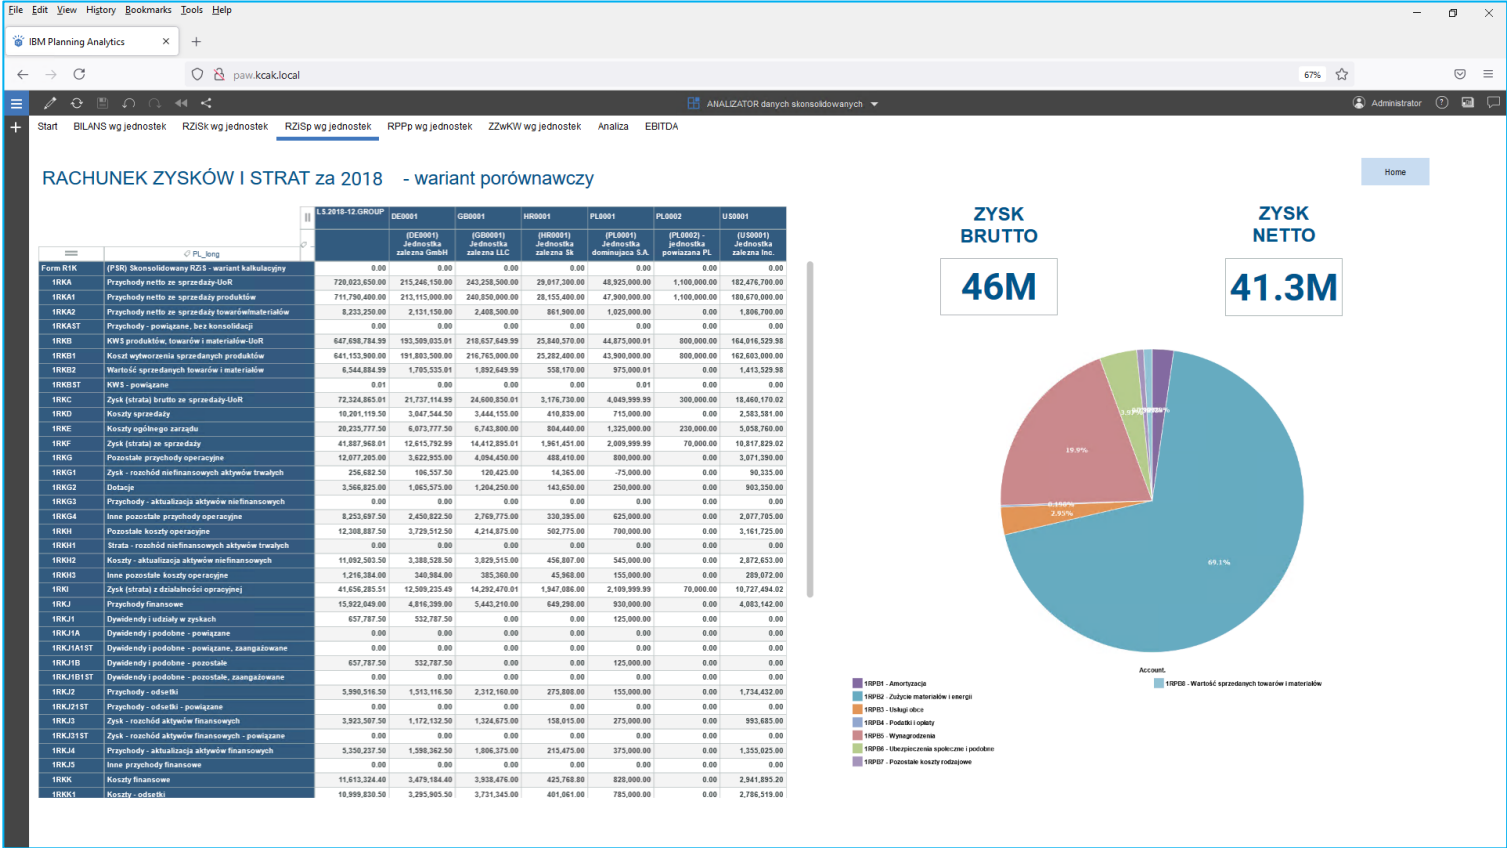 File Edit View History Bookmarks Tools Help
IBM Planning Analytics
paw.kcak.local 67%
ANALIZATOR danych skonsolidowanych Administrator
Start BILANS wg jednostek RZiSk wg jednostek RZiSp wg jednostek RPPp wg jednostek ZZwKW wg jednostek Analiza EBITDA
RACHUNEK ZYSKÓW I STRAT za 2018 - wariant porównawczy
Home
L5.2018-12.GROUP DE0001 GB0001 HR0001 PL0001 PL0002 US0001
(DE0001) Jednostka zalezna GmbH (GB0001) Jednostka zalezna LLC (HR0001) Jednostka zalezna Sk (PL0001) Jednostka dominujaca S.A. (PL0002) - jednostka powiazana PL (US0001) Jednostka zalezna Inc.
PL_long
Form R1K (PSR) Skonsolidowany RZiS - wariant kalkulacyjny 0.00 0.00 0.00 0.00 0.00 0.00 0.00
1RKA Przychody netto ze sprzedaży-UoR 720,023,650.00 215,246,150.00 243,258,500.00 29,017,300.00 48,925,000.00 1,100,000.00 182,476,700.00
1RKA1 Przychody netto ze sprzedaży produktów 711,790,400.00 213,115,000.00 240,850,000.00 28,155,400.00 47,900,000.00 1,100,000.00 180,670,000.00
1RKA2 Przychody netto ze sprzedaży towarów/materiałów 8,233,250.00 2,131,150.00 2,408,500.00 861,900.00 1,025,000.00 0.00 1,806,700.00
1RKAST Przychody - powiązane, bez konsolidacji 0.00 0.00 0.00 0.00 0.00 0.00 0.00
1RKB KWS produktów, towarów i materiałów-UoR 647,698,784.99 193,509,035.01 218,657,649.99 25,840,570.00 44,875,000.01 800,000.00 164,016,529.98
1RKB1 Koszt wytworzenia sprzedanych produktów 641,153,900.00 191,803,500.00 216,765,000.00 25,282,400.00 43,900,000.00 800,000.00 162,603,000.00
1RKB2 Wartość sprzedanych towarów i materiałów 6,544,884.99 1,705,535.01 1,892,649.99 558,170.00 975,000.01 0.00 1,413,529.98
1RKBST KWS - powiązane 0.01 0.00 0.00 0.00 0.01 0.00 0.00
1RKC Zysk (strata) brutto ze sprzedaży-UoR 72,324,865.01 21,737,114.99 24,600,850.01 3,176,730.00 4,049,999.99 300,000.00 18,460,170.02
1RKD Koszty sprzedaży 10,201,119.50 3,047,544.50 3,444,155.00 410,839.00 715,000.00 0.00 2,583,581.00
1RKE Koszty ogólnego zarządu 20,235,777.50 6,073,777.50 6,743,800.00 804,440.00 1,325,000.00 230,000.00 5,058,760.00
1RKF Zysk (strata) ze sprzedaży 41,887,968.01 12,615,792.99 14,412,895.01 1,961,451.00 2,009,999.99 70,000.00 10,817,829.02
1RKG Pozostałe przychody operacyjne 12,077,205.00 3,622,955.00 4,094,450.00 488,410.00 800,000.00 0.00 3,071,390.00
1RKG1 Zysk - rozchód niefinansowych aktywów trwałych 256,682.50 106,557.50 120,425.00 14,365.00 -75,000.00 0.00 90,335.00
1RKG2 Dotacje 3,566,825.00 1,065,575.00 1,204,250.00 143,650.00 250,000.00 0.00 903,350.00
1RKG3 Przychody - aktualizacja aktywów niefinansowych 0.00 0.00 0.00 0.00 0.00 0.00 0.00
1RKG4 Inne pozostałe przychody operacyjne 8,253,697.50 2,450,822.50 2,769,775.00 330,395.00 625,000.00 0.00 2,077,705.00
1RKH Pozostałe koszty operacyjne 12,308,887.50 3,729,512.50 4,214,875.00 502,775.00 700,000.00 0.00 3,161,725.00
1RKH1 Strata - rozchód niefinansowych aktywów trwałych 0.00 0.00 0.00 0.00 0.00 0.00 0.00
1RKH2 Koszty - aktualizacja aktywów niefinansowych 11,092,503.50 3,388,528.50 3,829,515.00 456,807.00 545,000.00 0.00 2,872,653.00
1RKH3 Inne pozostałe koszty operacyjne 1,216,384.00 340,984.00 385,360.00 45,968.00 155,000.00 0.00 289,072.00
1RKI Zysk (strata) z działalności opracyjnej 41,656,285.51 12,509,235.49 14,292,470.01 1,947,086.00 2,109,999.99 70,000.00 10,727,494.02
1RKJ Przychody finansowe 15,922,049.00 4,816,399.00 5,443,210.00 649,298.00 930,000.00 0.00 4,083,142.00
1RKJ1 Dywidendy i udziały w zyskach 657,787.50 532,787.50 0.00 0.00 125,000.00 0.00 0.00
1RKJ1A Dywidendy i podobne - powiązane 0.00 0.00 0.00 0.00 0.00 0.00 0.00
1RKJ1A1ST Dywidendy i podobne - powiązane, zaangażowane 0.00 0.00 0.00 0.00 0.00 0.00 0.00
1RKJ1B Dywidendy i podobne - pozostałe 657,787.50 532,787.50 0.00 0.00 125,000.00 0.00 0.00
1RKJ1B1ST Dywidendy i podobne - pozostałe, zaangażowane 0.00 0.00 0.00 0.00 0.00 0.00 0.00
1RKJ2 Przychody - odsetki 5,990,516.50 1,513,116.50 2,312,160.00 275,808.00 155,000.00 0.00 1,734,432.00
1RKJ21ST Przychody - odsetki - powiązane 0.00 0.00 0.00 0.00 0.00 0.00 0.00
1RKJ3 Zysk - rozchód aktywów finansowych 3,923,507.50 1,172,132.50 1,324,675.00 158,015.00 275,000.00 0.00 993,685.00
1RKJ31ST Zysk - rozchód aktywów finansowych - powiązane 0.00 0.00 0.00 0.00 0.00 0.00 0.00
1RKJ4 Przychody - aktualizacja aktywów finansowych 5,350,237.50 1,598,362.50 1,806,375.00 215,475.00 375,000.00 0.00 1,355,025.00
1RKJ5 Inne przychody finansowe 0.00 0.00 0.00 0.00 0.00 0.00 0.00
1RKK Koszty finansowe 11,613,324.40 3,479,184.40 3,938,476.00 425,768.80 828,000.00 0.00 2,941,895.20
1RKK1 Koszty - odsetki 10,999,830.50 3,295,905.50 3,731,345.00 401,061.00 785,000.00 0.00 2,786,519.00
ZYSK
BRUTTO
46M
ZYSK
NETTO
41.3M
19.9%
2.95%
69.1%
Account,
1RPB1 - Amortyzacja
1RPB2 - Zużycie materiałów i energii
1RPB3 - Usługi obce
1RPB4 - Podatki i opłaty
1RPB5 - Wynagrodzenia
1RPB6 - Ubezpieczenia społeczne i podobne
1RPB7 - Pozostałe koszty rodzajowe
1RPB8 - Wartość sprzedanych towarów i materiałów